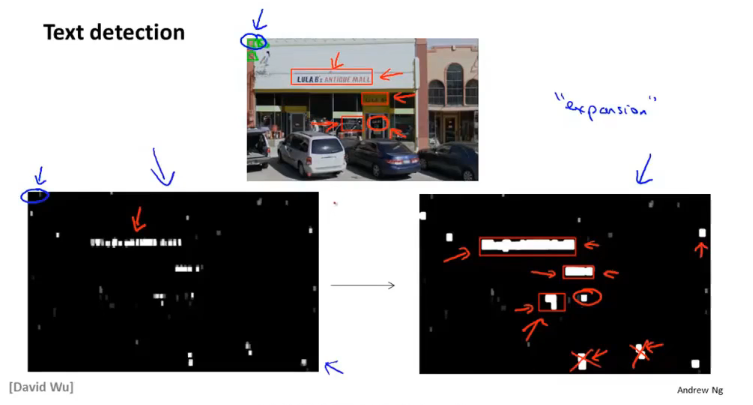 Text detection
LULA B's ANTIQUE MALL
"expansion"
[David Wu]
Andrew Ng